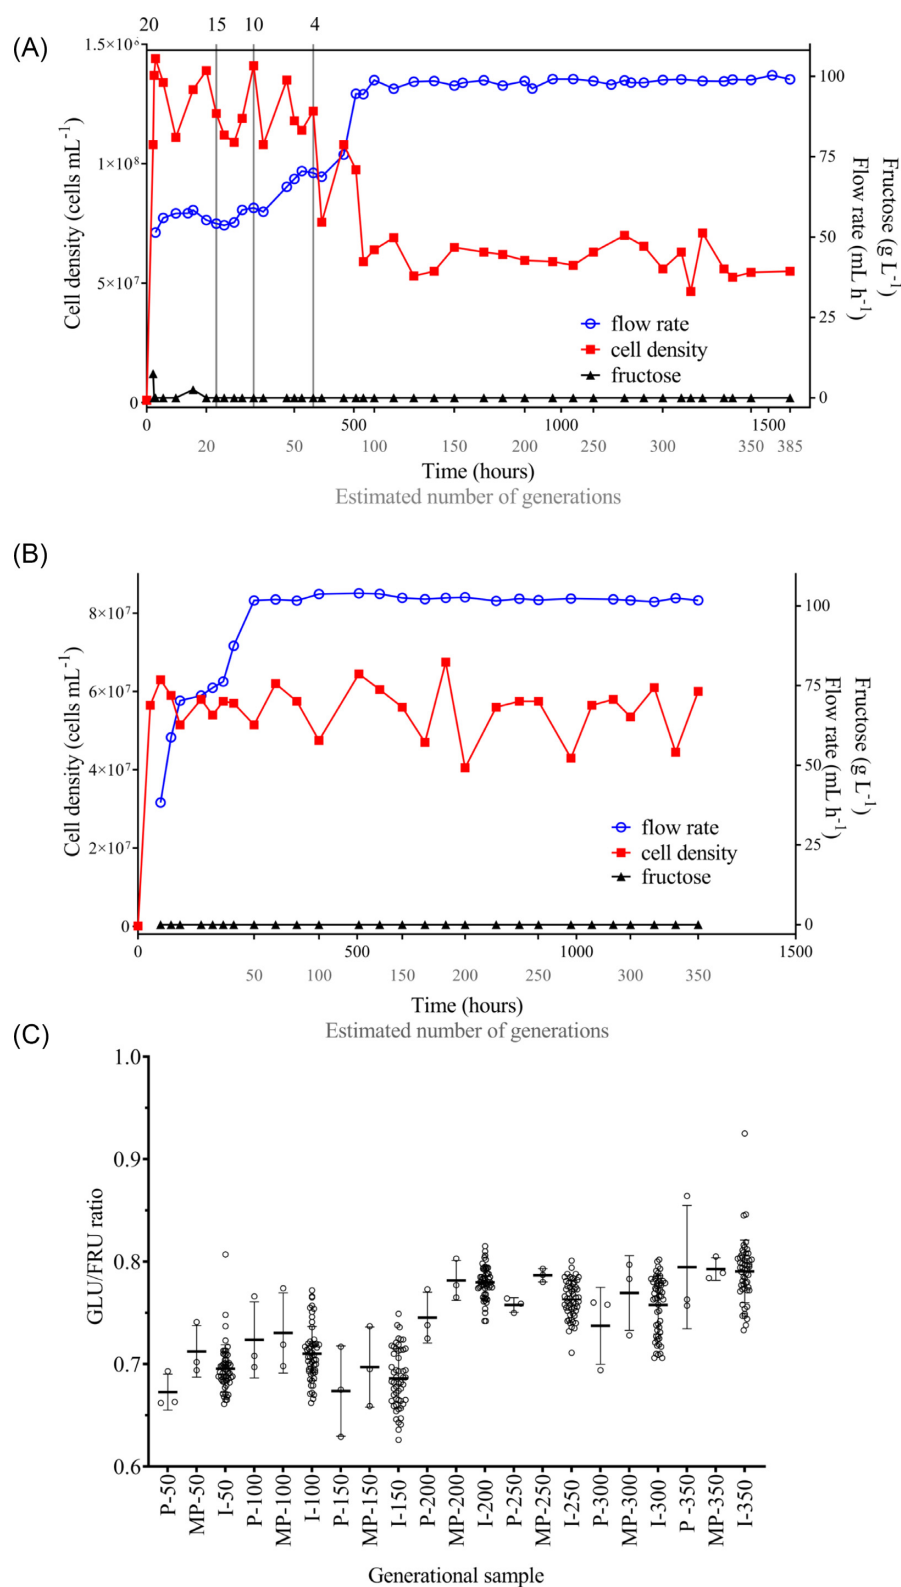 (A)
20 15 10 4
1.5×10⁸
1×10⁸
5×10⁷
0
Cell density (cells mL⁻¹)
100
75
50
25
0
Fructose (g L⁻¹)
Flow rate (mL h⁻¹)
flow rate
cell density
fructose
0 500 1000 1500
20 50 100 150 200 250 300 350 385
Time (hours)
Estimated number of generations
(B)
8×10⁷
6×10⁷
4×10⁷
2×10⁷
0
Cell density (cells mL⁻¹)
100
75
50
25
0
Fructose (g L⁻¹)
Flow rate (mL h⁻¹)
flow rate
cell density
fructose
0 500 1000 1500
50 100 150 200 250 300 350
Time (hours)
Estimated number of generations
(C)
1.0
0.9
0.8
0.7
0.6
GLU/FRU ratio
P-50
MP-50
I-50
P-100
MP-100
I-100
P-150
MP-150
I-150
P-200
MP-200
I-200
P-250
MP-250
I-250
P-300
MP-300
I-300
P-350
MP-350
I-350
Generational sample